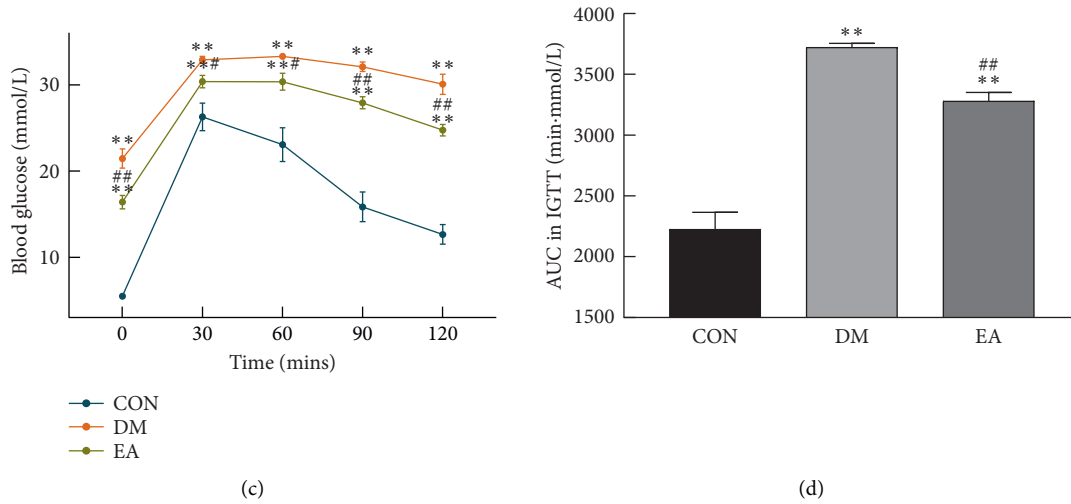 Blood glucose (mmol/L)
30
20
10
** ** ** ** **
***# ***# ## ##
** **
##
**
0 30 60 90 120
Time (mins)
CON
DM
EA
(c)
AUC in IGTT (min·mmol/L)
4000
3500
3000
2500
2000
1500
**
##
**
CON DM EA
(d)